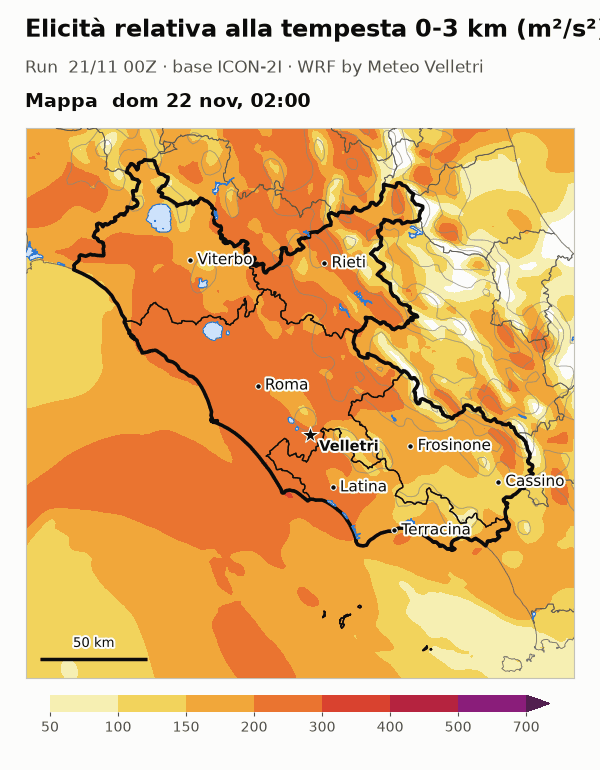 Elicità relativa alla tempesta 0-3 km (m²/s²)
Run 21/11 00Z · base ICON-2I · WRF by Meteo Velletri
Mappa dom 22 nov, 02:00
Viterbo
Rieti
Roma
Velletri
Frosinone
Cassino
Latina
Terracina
50 km
50 100 150 200 300 400 500 700